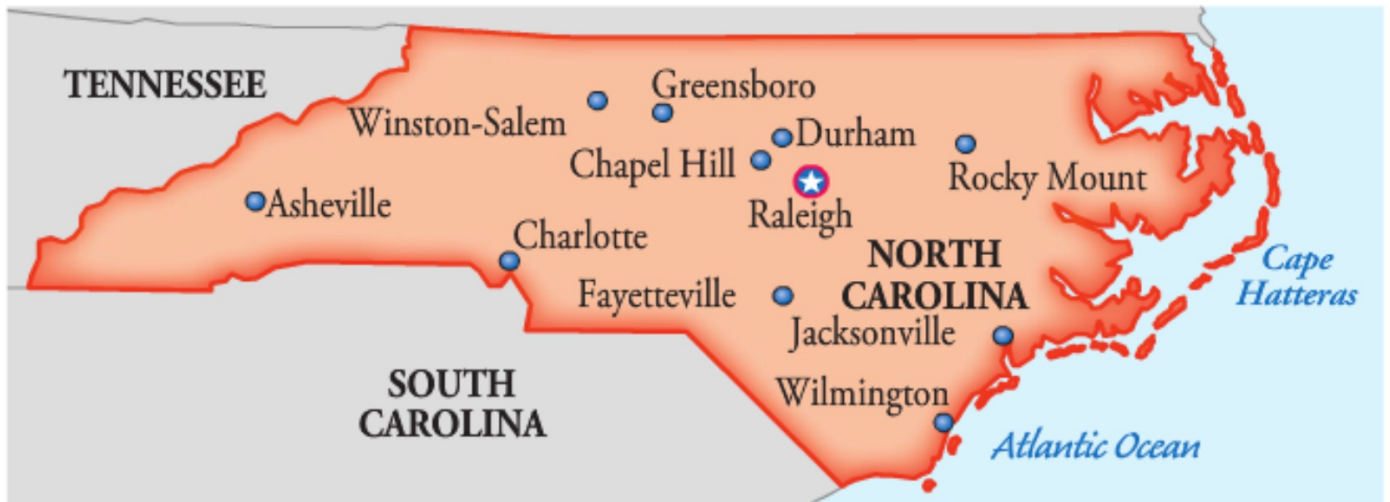 TENNESSEE
Greensboro
Winston-Salem
Durham
Chapel Hill
Rocky Mount
Asheville
Raleigh
Charlotte
NORTH
CAROLINA
Cape
Hatteras
Fayetteville
Jacksonville
SOUTH
CAROLINA
Wilmington
Atlantic Ocean